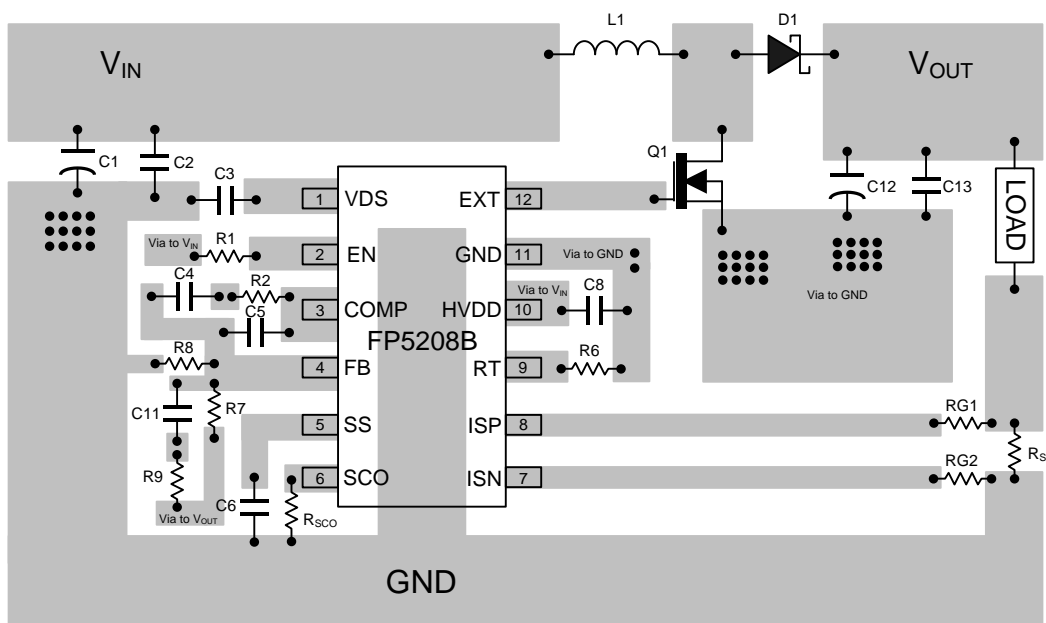 L1
D1
VIN
VOUT
C1
C2
C3
Q1
C12
C13
LOAD
1
VDS
EXT
12
Via to VIN
R1
2
EN
GND
11
Via to GND
C4
R2
C5
3
COMP
HVDD
10
Via to VIN
C8
Via to GND
FP5208B
R8
4
FB
RT
9
R6
C11
R7
5
SS
ISP
8
RG1
R9
6
SCO
ISN
7
RG2
RS
Via to VOUT
C6
RSCO
GND